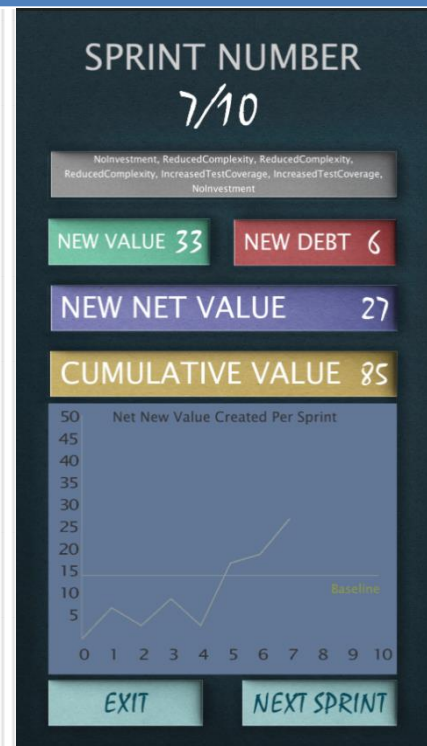 SPRINT NUMBER
7/10
NoInvestment, ReducedComplexity, ReducedComplexity,
ReducedComplexity, IncreasedTestCoverage, IncreasedTestCoverage,
NoInvestment
NEW VALUE 33
NEW DEBT 6
NEW NET VALUE 27
CUMULATIVE VALUE 85
Net New Value Created Per Sprint
50
45
40
35
30
25
20
15
10
5
Baseline
0 1 2 3 4 5 6 7 8 9 10
EXIT
NEXT SPRINT